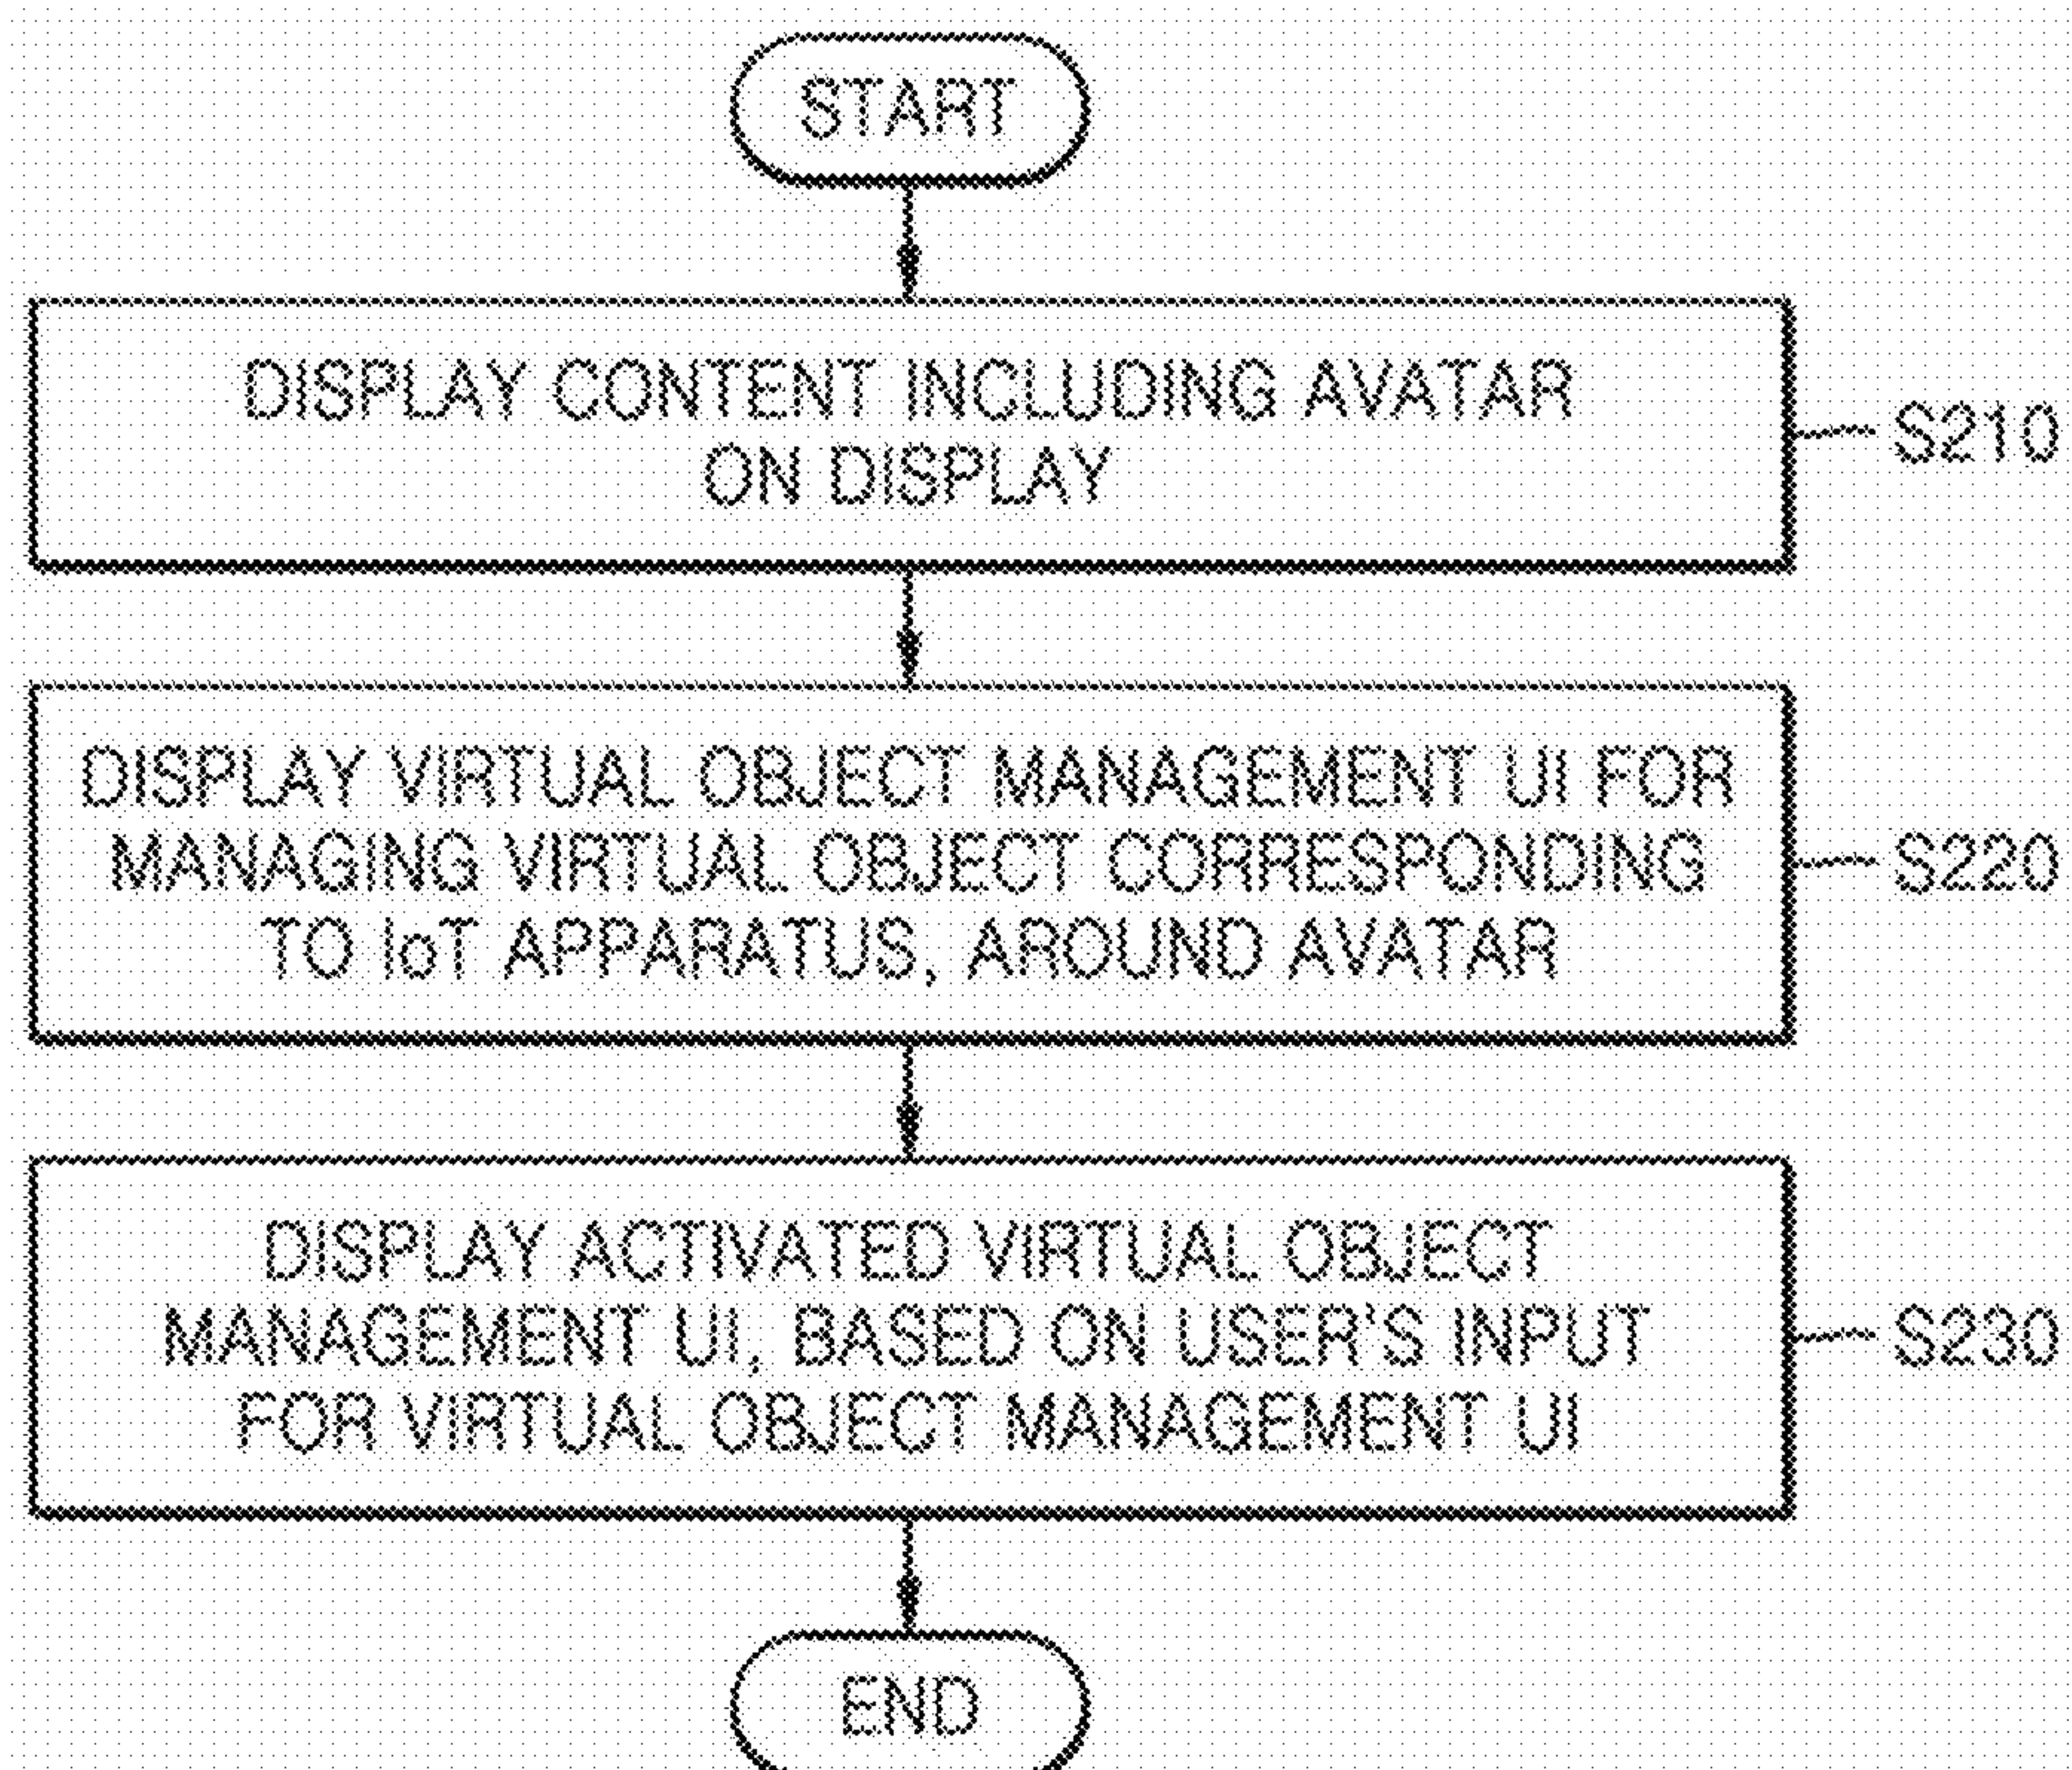 START
DISPLAY CONTENT INCLUDING AVATAR
ON DISPLAY
S210
DISPLAY VIRTUAL OBJECT MANAGEMENT UI FOR
MANAGING VIRTUAL OBJECT CORRESPONDING
TO IoT APPARATUS, AROUND AVATAR
S220
DISPLAY ACTIVATED VIRTUAL OBJECT
MANAGEMENT UI, BASED ON USER'S INPUT
FOR VIRTUAL OBJECT MANAGEMENT UI
S230
END